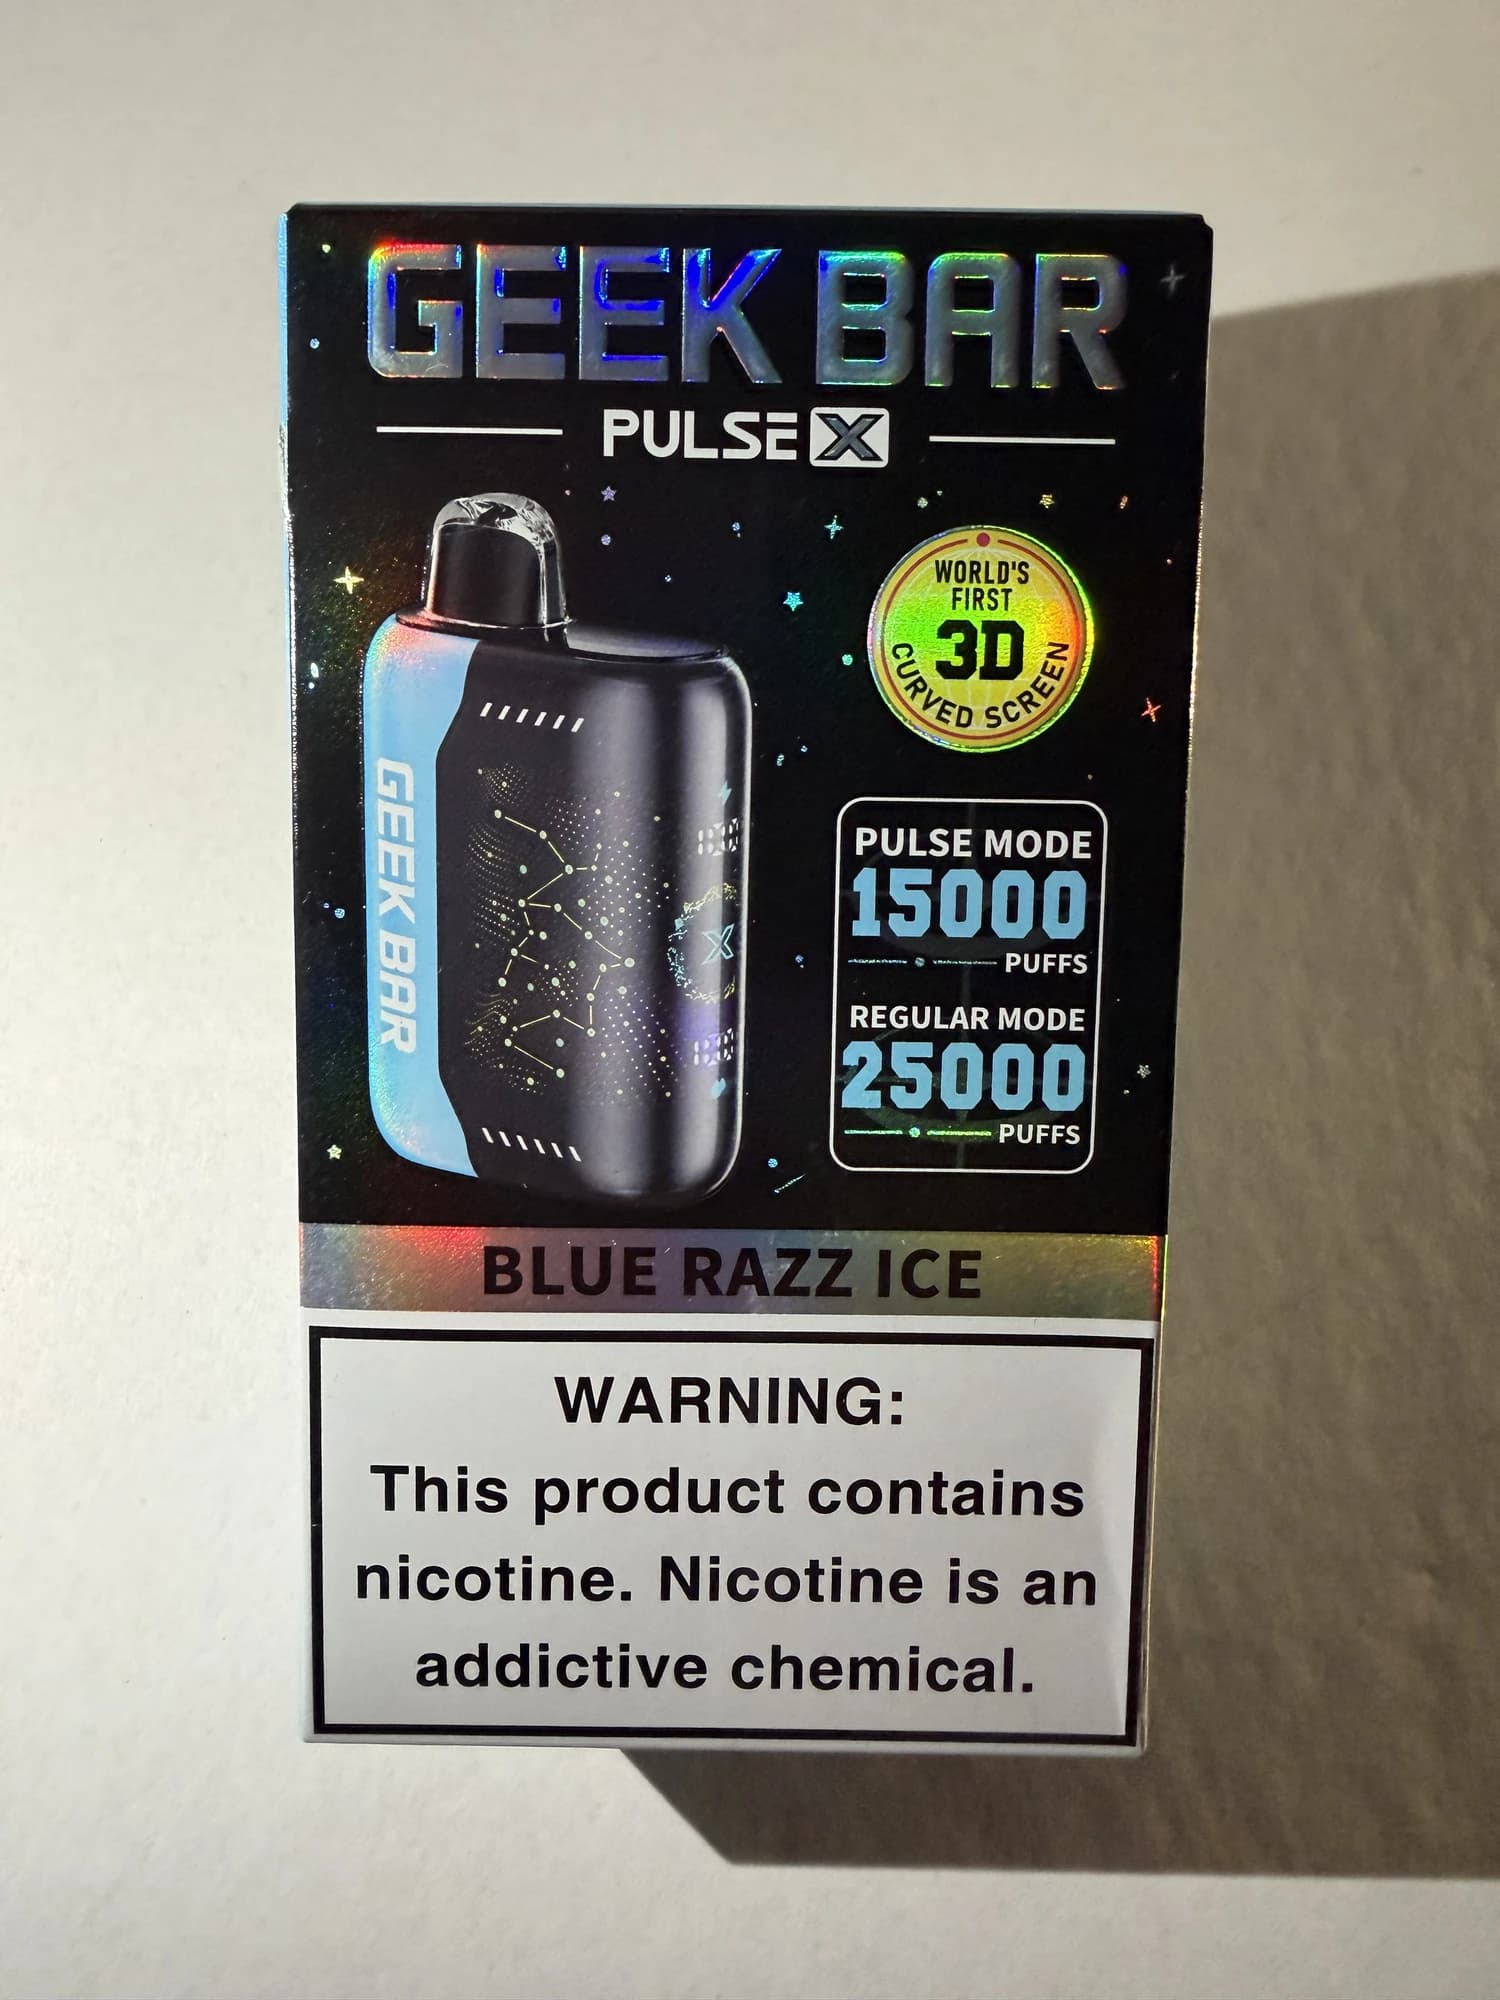 GEEK BAR
PULSE X
WORLD'S
FIRST
3D
CURVED SCREEN
GEEK BAR
X
PULSE MODE
15000
PUFFS
REGULAR MODE
25000
PUFFS
BLUE RAZZ ICE
WARNING:
This product contains
nicotine. Nicotine is an
addictive chemical.